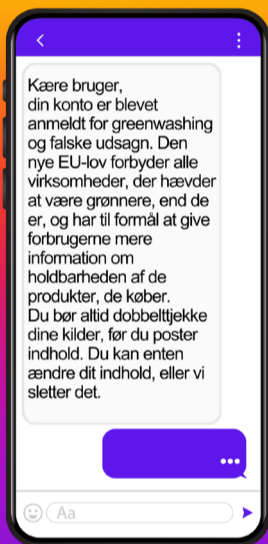 Kære bruger,
din konto er blevet
anmeldt for greenwashing
og falske udsagn. Den
nye EU-lov forbyder alle
virksomheder, der hævder
at være grønnere, end de
er, og har til formål at give
forbrugerne mere
information om
holdbarheden af de
produkter, de køber.
Du bør altid dobbelttjekke
dine kilder, før du poster
indhold. Du kan enten
ændre dit indhold, eller vi
sletter det.
Aa